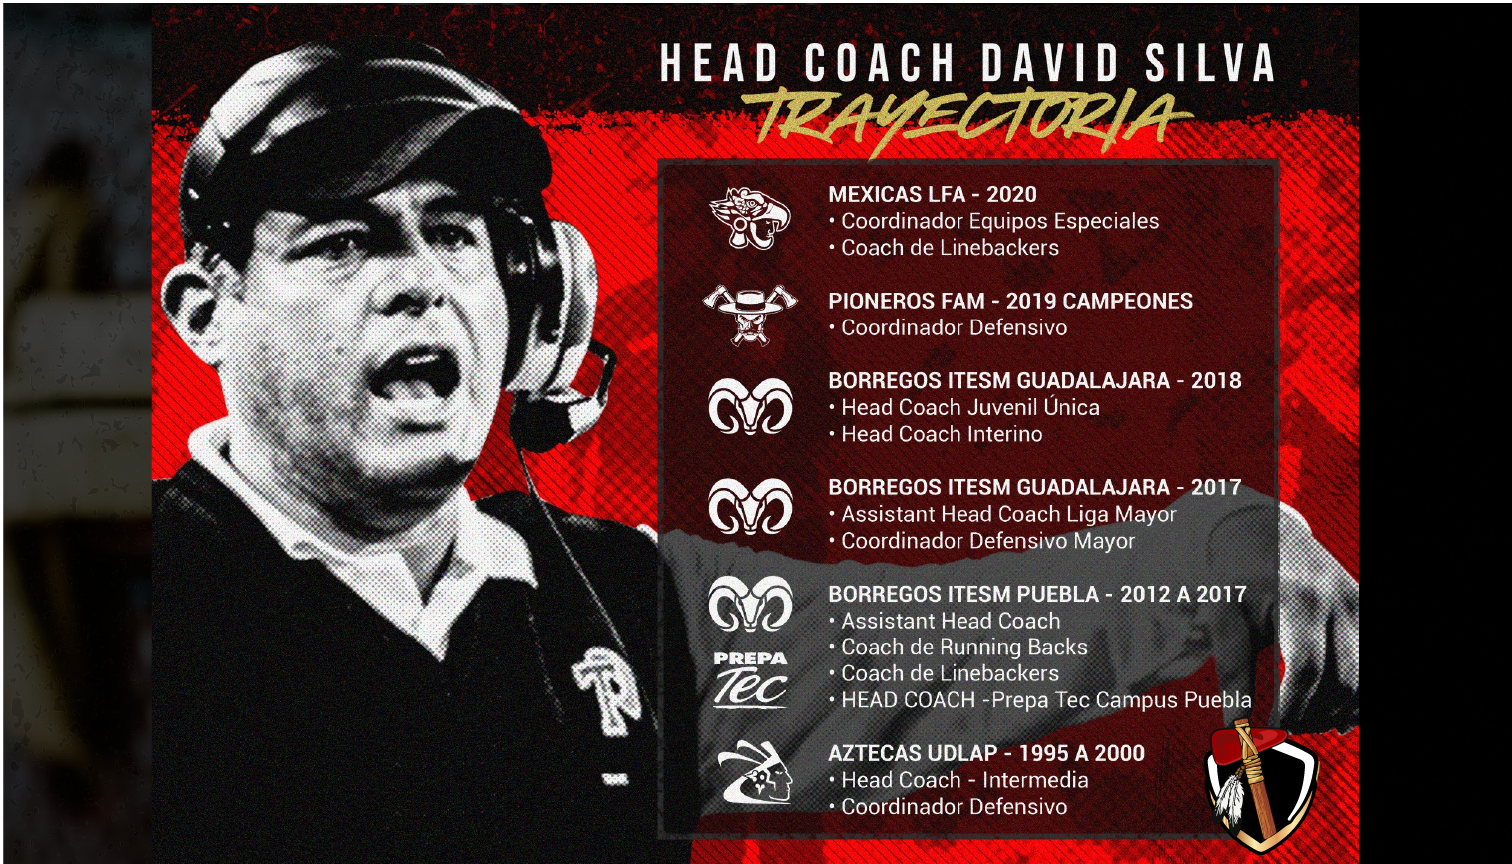 HEAD COACH DAVID SILVA
TRAYECTORIA
MEXICAS LFA - 2020
• Coordinador Equipos Especiales
• Coach de Linebackers
PIONEROS FAM - 2019 CAMPEONES
• Coordinador Defensivo
BORREGOS ITESM GUADALAJARA - 2018
• Head Coach Juvenil Única
• Head Coach Interino
BORREGOS ITESM GUADALAJARA - 2017
• Assistant Head Coach Liga Mayor
• Coordinador Defensivo Mayor
BORREGOS ITESM PUEBLA - 2012 A 2017
• Assistant Head Coach
• Coach de Running Backs
• Coach de Linebackers
• HEAD COACH -Prepa Tec Campus Puebla
PREPA
Tec
AZTECAS UDLAP - 1995 A 2000
• Head Coach - Intermedia
• Coordinador Defensivo